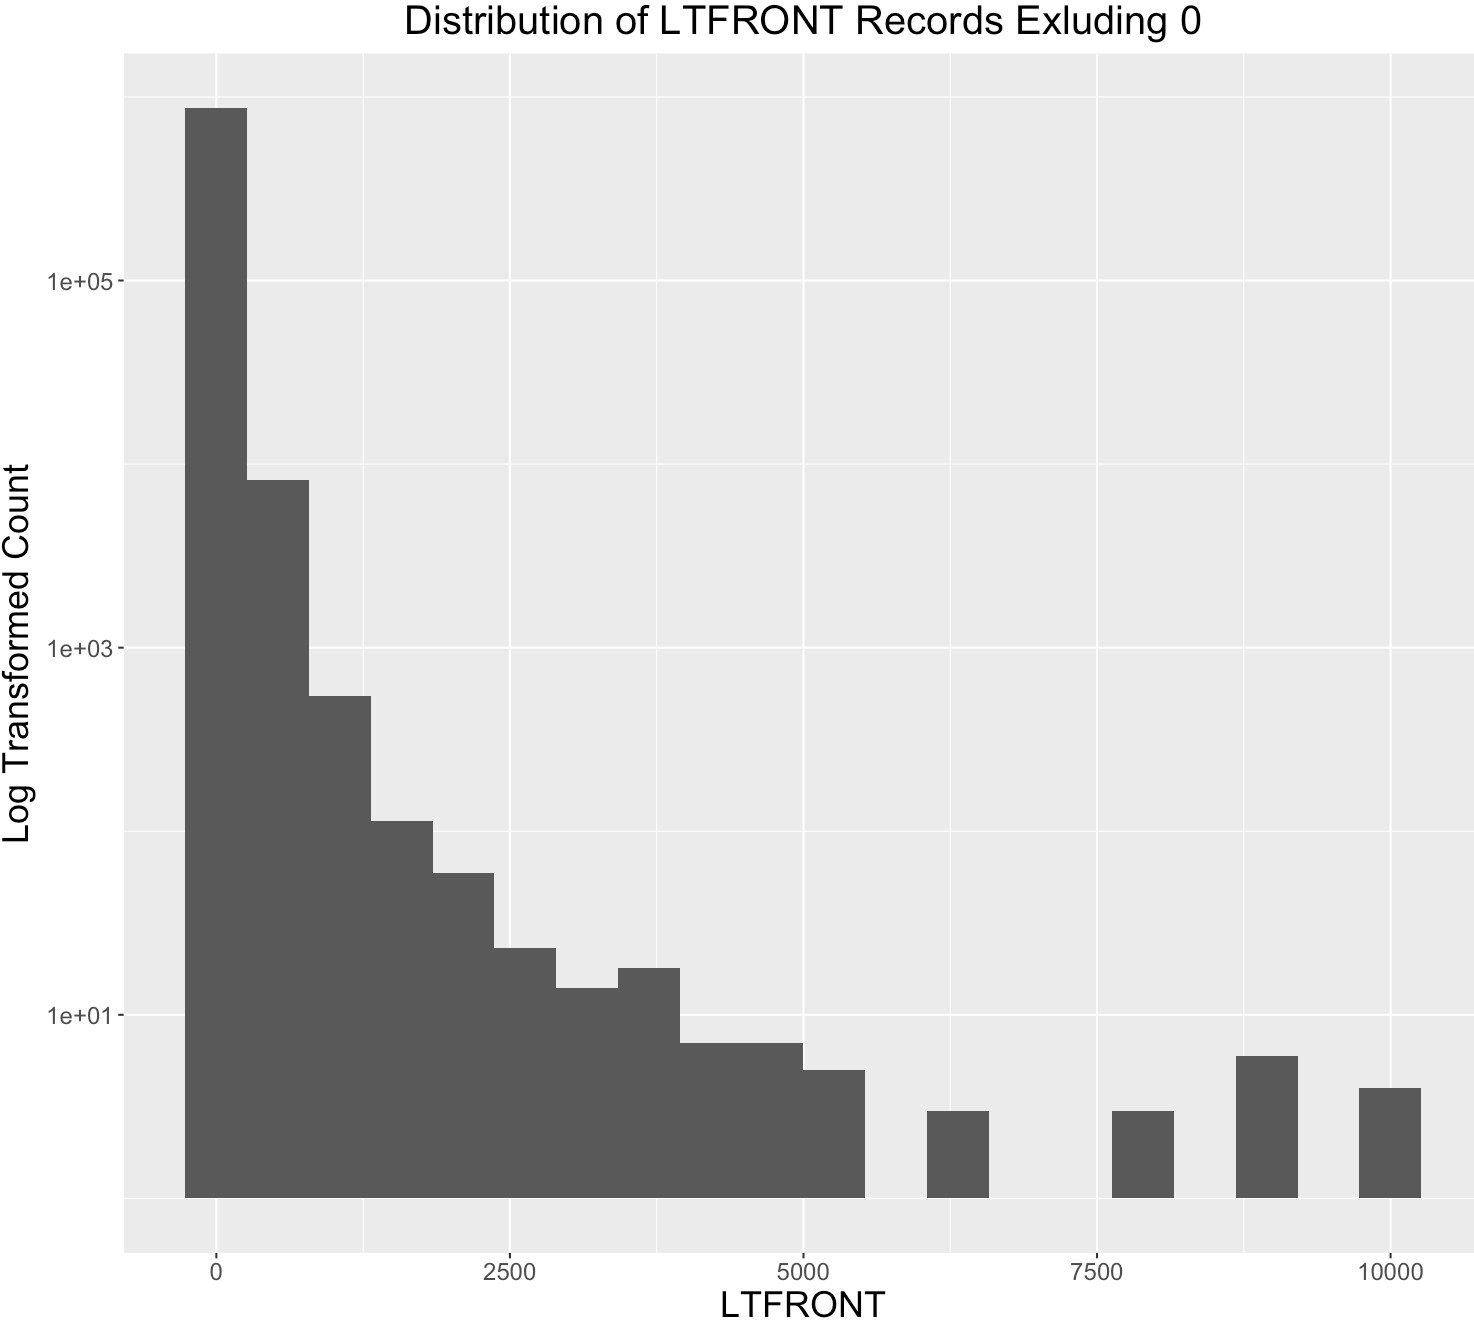 Distribution of LTFRONT Records Exluding 0
Log Transformed Count
1e+05
1e+03
1e+01
0 2500 5000 7500 10000
LTFRONT